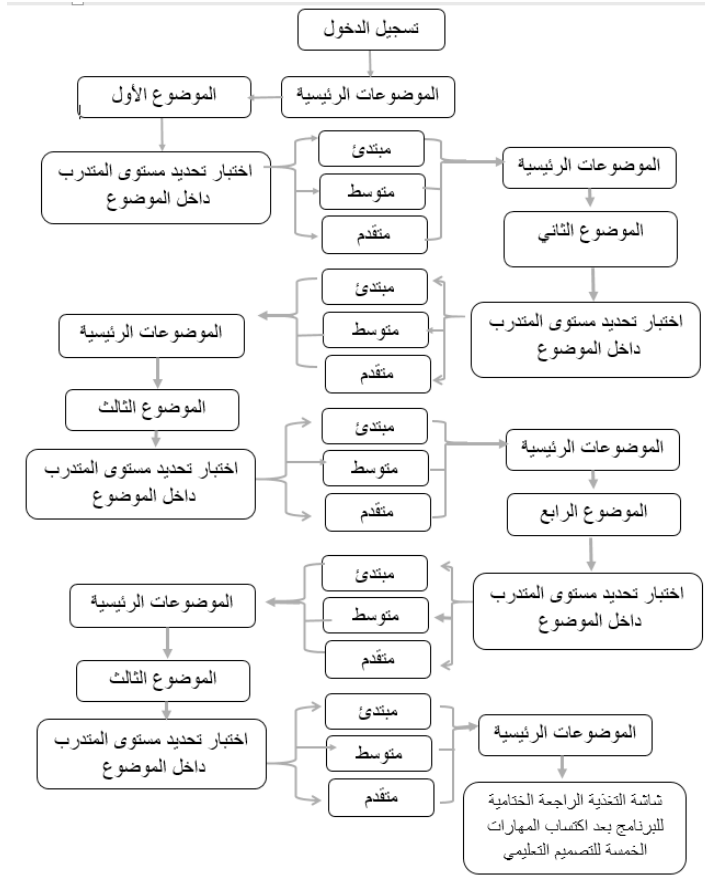 تسجيل الدخول
الموضوعات الرئيسية
الموضوع الأول
اختبار تحديد مستوى المتدرب
داخل الموضوع
مبتدئ
متوسط
متقدم
الموضوعات الرئيسية
الموضوع الثاني
اختبار تحديد مستوى المتدرب
داخل الموضوع
مبتدئ
متوسط
متقدم
الموضوعات الرئيسية
الموضوع الثالث
اختبار تحديد مستوى المتدرب
داخل الموضوع
مبتدئ
متوسط
متقدم
الموضوعات الرئيسية
الموضوع الرابع
اختبار تحديد مستوى المتدرب
داخل الموضوع
مبتدئ
متوسط
متقدم
الموضوعات الرئيسية
الموضوع الثالث
اختبار تحديد مستوى المتدرب
داخل الموضوع
مبتدئ
متوسط
متقدم
الموضوعات الرئيسية
شاشة التغذية الراجعة الختامية
للبرنامج بعد اكتساب المهارات
الخمسة للتصميم التعليمي